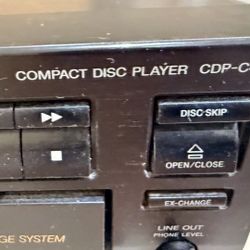 COMPACT DISC PLAYER CDP-C
DISC SKIP
OPEN/CLOSE
EX-CHANGE
GE SYSTEM
LINE OUT
PHONE LEVEL